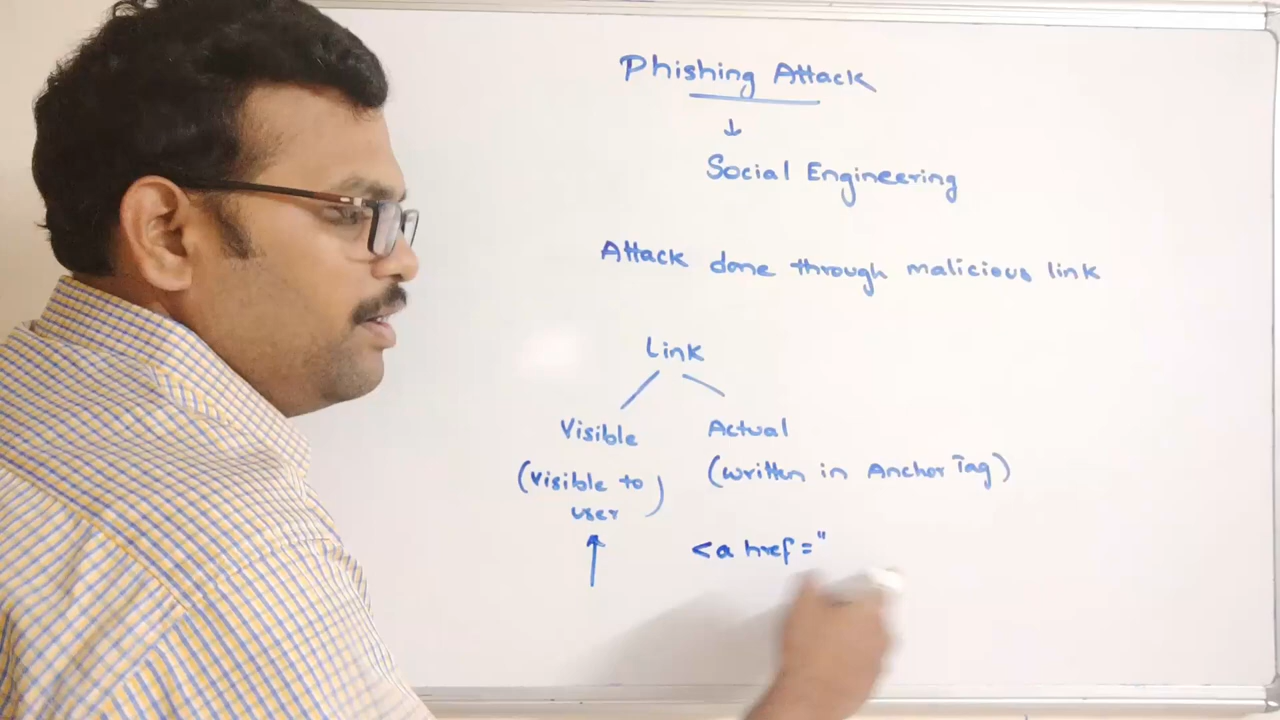 Phishing Attack
↓
Social Engineering
Attack done through malicious link
Link
Visible
Actual
(visible to
user)
(written in Anchor Tag)
<a href="